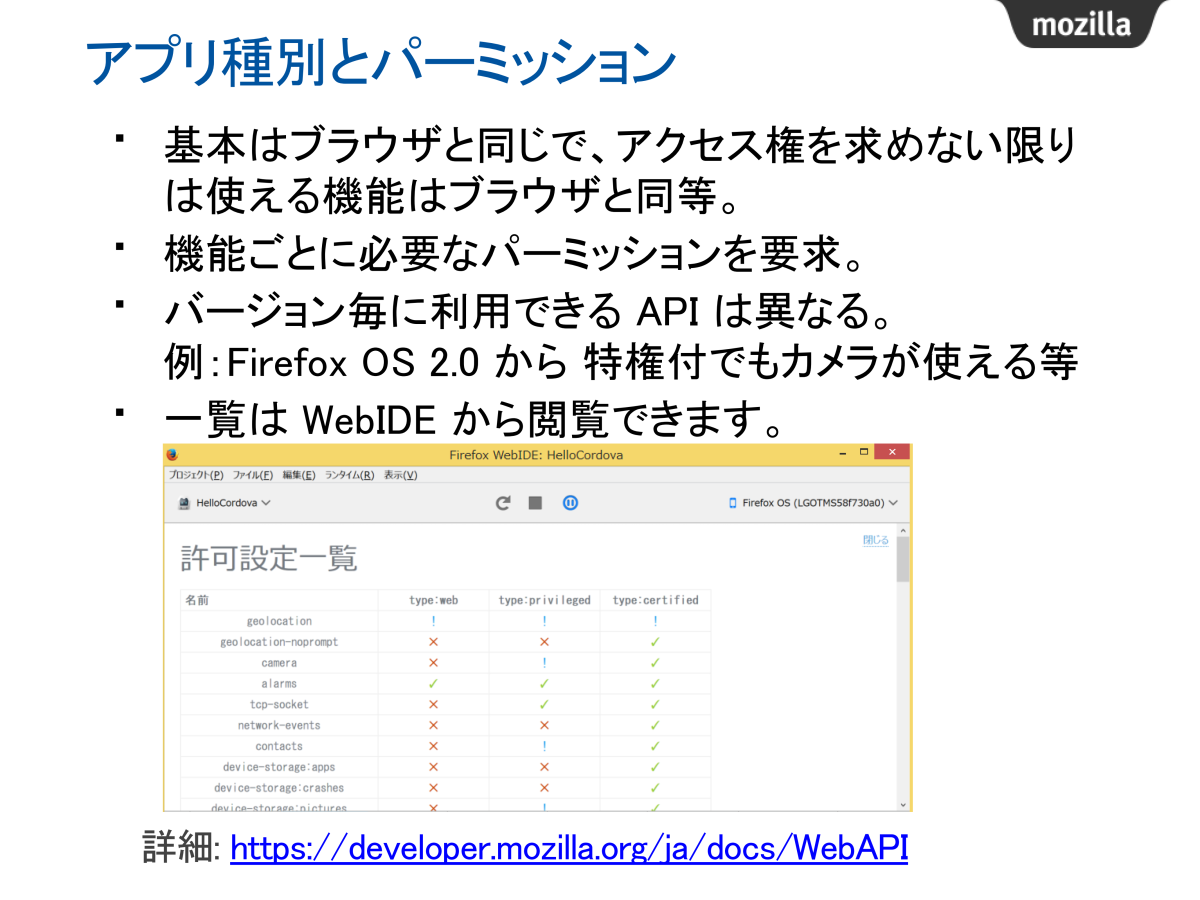 mozilla
アプリ種別とパーミッション
▪ 基本はブラウザと同じで、アクセス権を求めない限り
は使える機能はブラウザと同等。
▪ 機能ごとに必要なパーミッションを要求。
▪ バージョン毎に利用できる API は異なる。
例：Firefox OS 2.0 から 特権付でもカメラが使える等
▪ 一覧は WebIDE から閲覧できます。
Firefox WebIDE: HelloCordova
プロジェクト(P) ファイル(F) 編集(E) ランタイム(R) 表示(V)
HelloCordova Firefox OS (LGOTMS58f730a0)
閉じる
許可設定一覧
名前 type:web type:privileged type:certified
geolocation ! ! !
geolocation-noprompt ✕ ✕ ✓
camera ✕ ! ✓
alarms ✓ ✓ ✓
tcp-socket ✕ ✓ ✓
network-events ✕ ✕ ✓
contacts ✕ ! ✓
device-storage:apps ✕ ✕ ✓
device-storage:crashes ✕ ✕ ✓
device-storage:pictures ✕ ! ✓
詳細: https://developer.mozilla.org/ja/docs/WebAPI